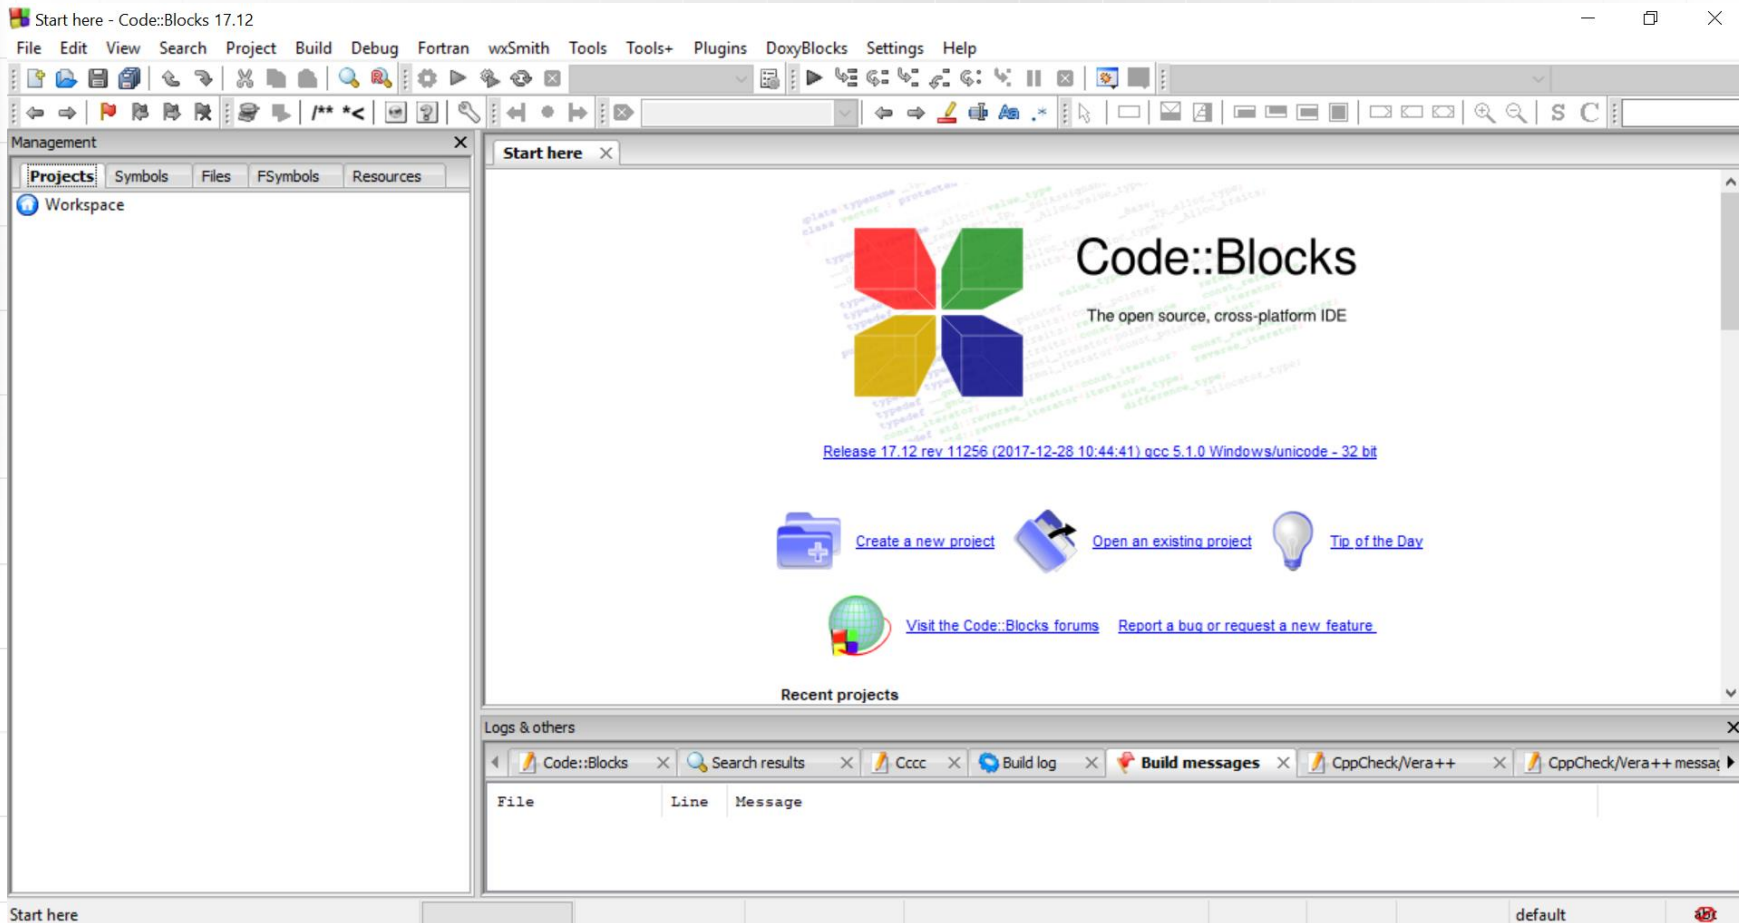 Start here - Code::Blocks 17.12
File Edit View Search Project Build Debug Fortran wxSmith Tools Tools+ Plugins DoxyBlocks Settings Help
/** *<
S C
Management
Projects Symbols Files FSymbols Resources
Workspace
Start here
Code::Blocks
The open source, cross-platform IDE
Release 17.12 rev 11256 (2017-12-28 10:44:41) gcc 5.1.0 Windows/unicode - 32 bit
Create a new project Open an existing project Tip of the Day
Visit the Code::Blocks forums Report a bug or request a new feature
Recent projects
Logs & others
Code::Blocks Search results Cccc Build log Build messages CppCheck/Vera++ CppCheck/Vera++ messag
File Line Message
Start here default